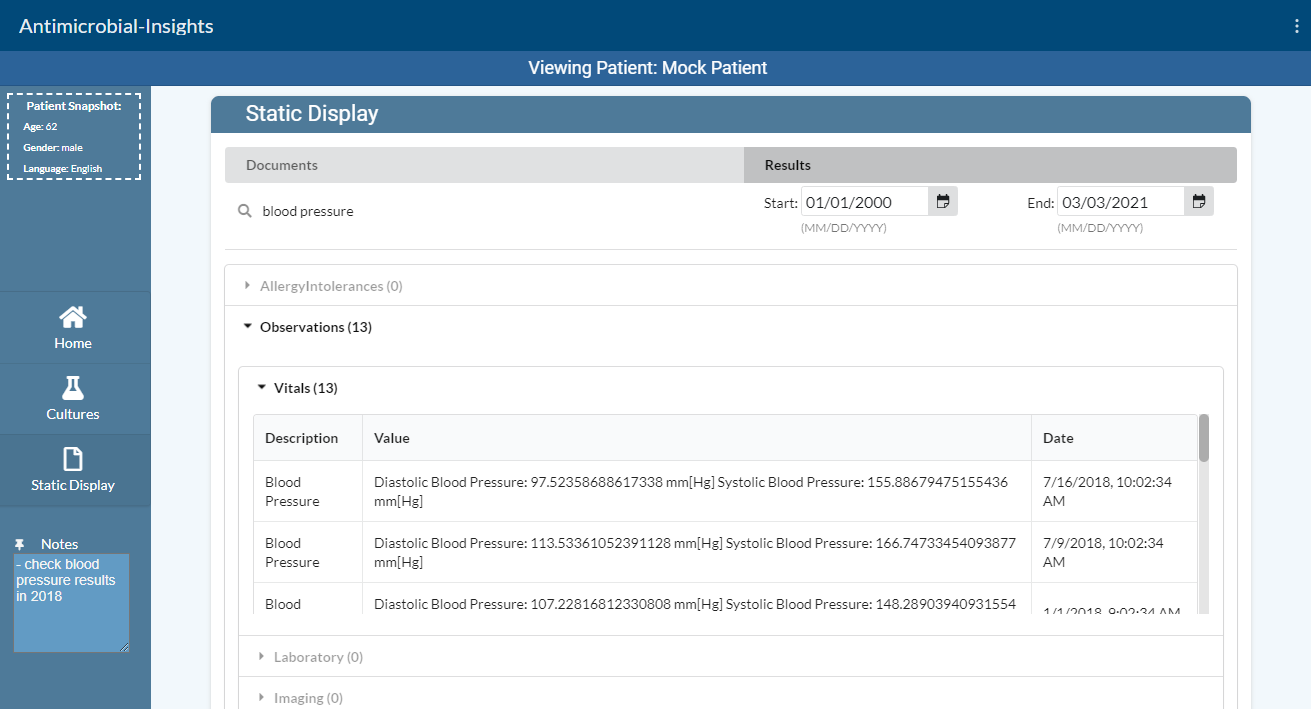 Antimicrobial-Insights
Viewing Patient: Mock Patient
Patient Snapshot:
Age: 62
Gender: male
Language: English
Home
Cultures
Static Display
Notes
- check blood
pressure results
in 2018
Static Display
Documents
Results
blood pressure
Start: 01/01/2000
(MM/DD/YYYY)
End: 03/03/2021
(MM/DD/YYYY)
AllergyIntolerances (0)
Observations (13)
Vitals (13)
Description Value Date
Blood Pressure Diastolic Blood Pressure: 97.52358688617338 mm[Hg] Systolic Blood Pressure: 155.88679475155436 7/16/2018, 10:02:34
mm[Hg] AM
Blood Pressure Diastolic Blood Pressure: 113.53361052391128 mm[Hg] Systolic Blood Pressure: 166.74733454093877 7/9/2018, 10:02:34
mm[Hg] AM
Blood Diastolic Blood Pressure: 107.22816812330808 mm[Hg] Systolic Blood Pressure: 148.28903940931554 1/1/2018, 9:02:34 AM
Laboratory (0)
Imaging (0)